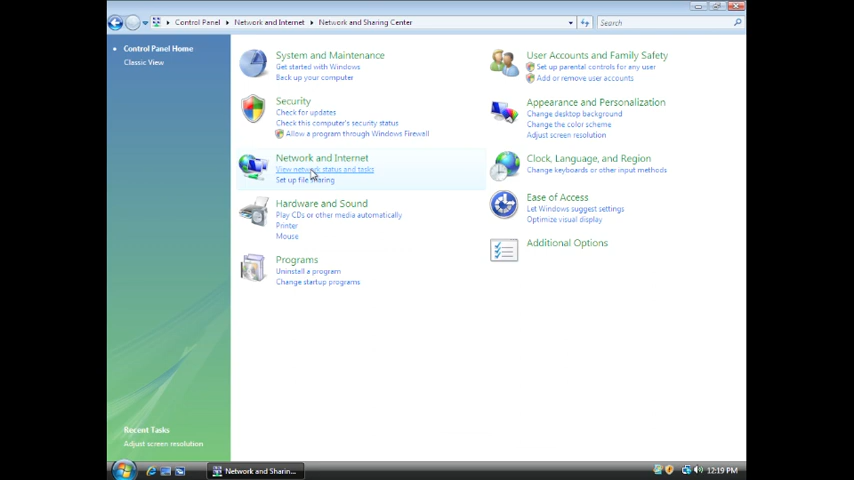 Control Panel Network and Internet Network and Sharing Center Search
Control Panel Home
Classic View
System and Maintenance
Get started with Windows
Back up your computer
Security
Check for updates
Check this computer's security status
Allow a program through Windows Firewall
Network and Internet
View network status and tasks
Set up file sharing
Hardware and Sound
Play CDs or other media automatically
Printer
Mouse
Programs
Uninstall a program
Change startup programs
User Accounts and Family Safety
Set up parental controls for any user
Add or remove user accounts
Appearance and Personalization
Change desktop background
Change the color scheme
Adjust screen resolution
Clock, Language, and Region
Change keyboards or other input methods
Ease of Access
Let Windows suggest settings
Optimize visual display
Additional Options
Recent Tasks
Adjust screen resolution
Network and Sharin... 12:19 PM